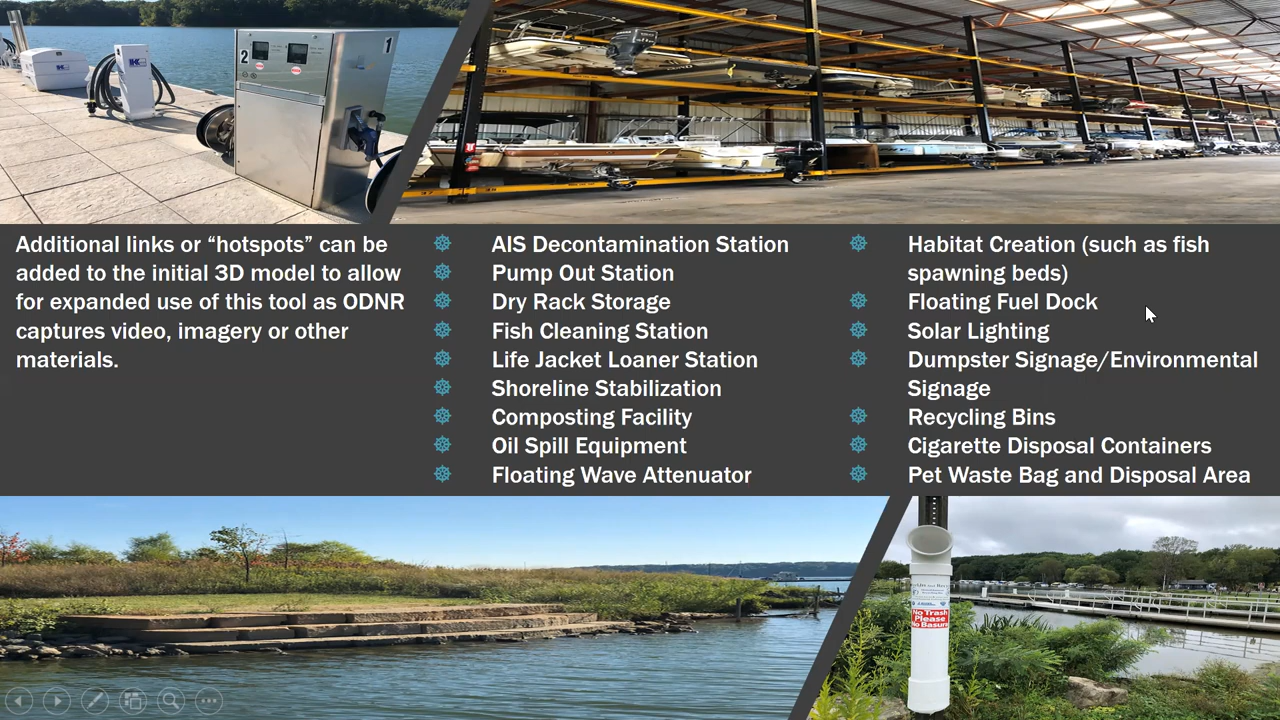 2
1
Additional links or “hotspots” can be
added to the initial 3D model to allow
for expanded use of this tool as ODNR
captures video, imagery or other
materials.
AIS Decontamination Station
Pump Out Station
Dry Rack Storage
Fish Cleaning Station
Life Jacket Loaner Station
Shoreline Stabilization
Composting Facility
Oil Spill Equipment
Floating Wave Attenuator
Habitat Creation (such as fish
spawning beds)
Floating Fuel Dock
Solar Lighting
Dumpster Signage/Environmental
Signage
Recycling Bins
Cigarette Disposal Containers
Pet Waste Bag and Disposal Area
No Trash
Please
No Basura